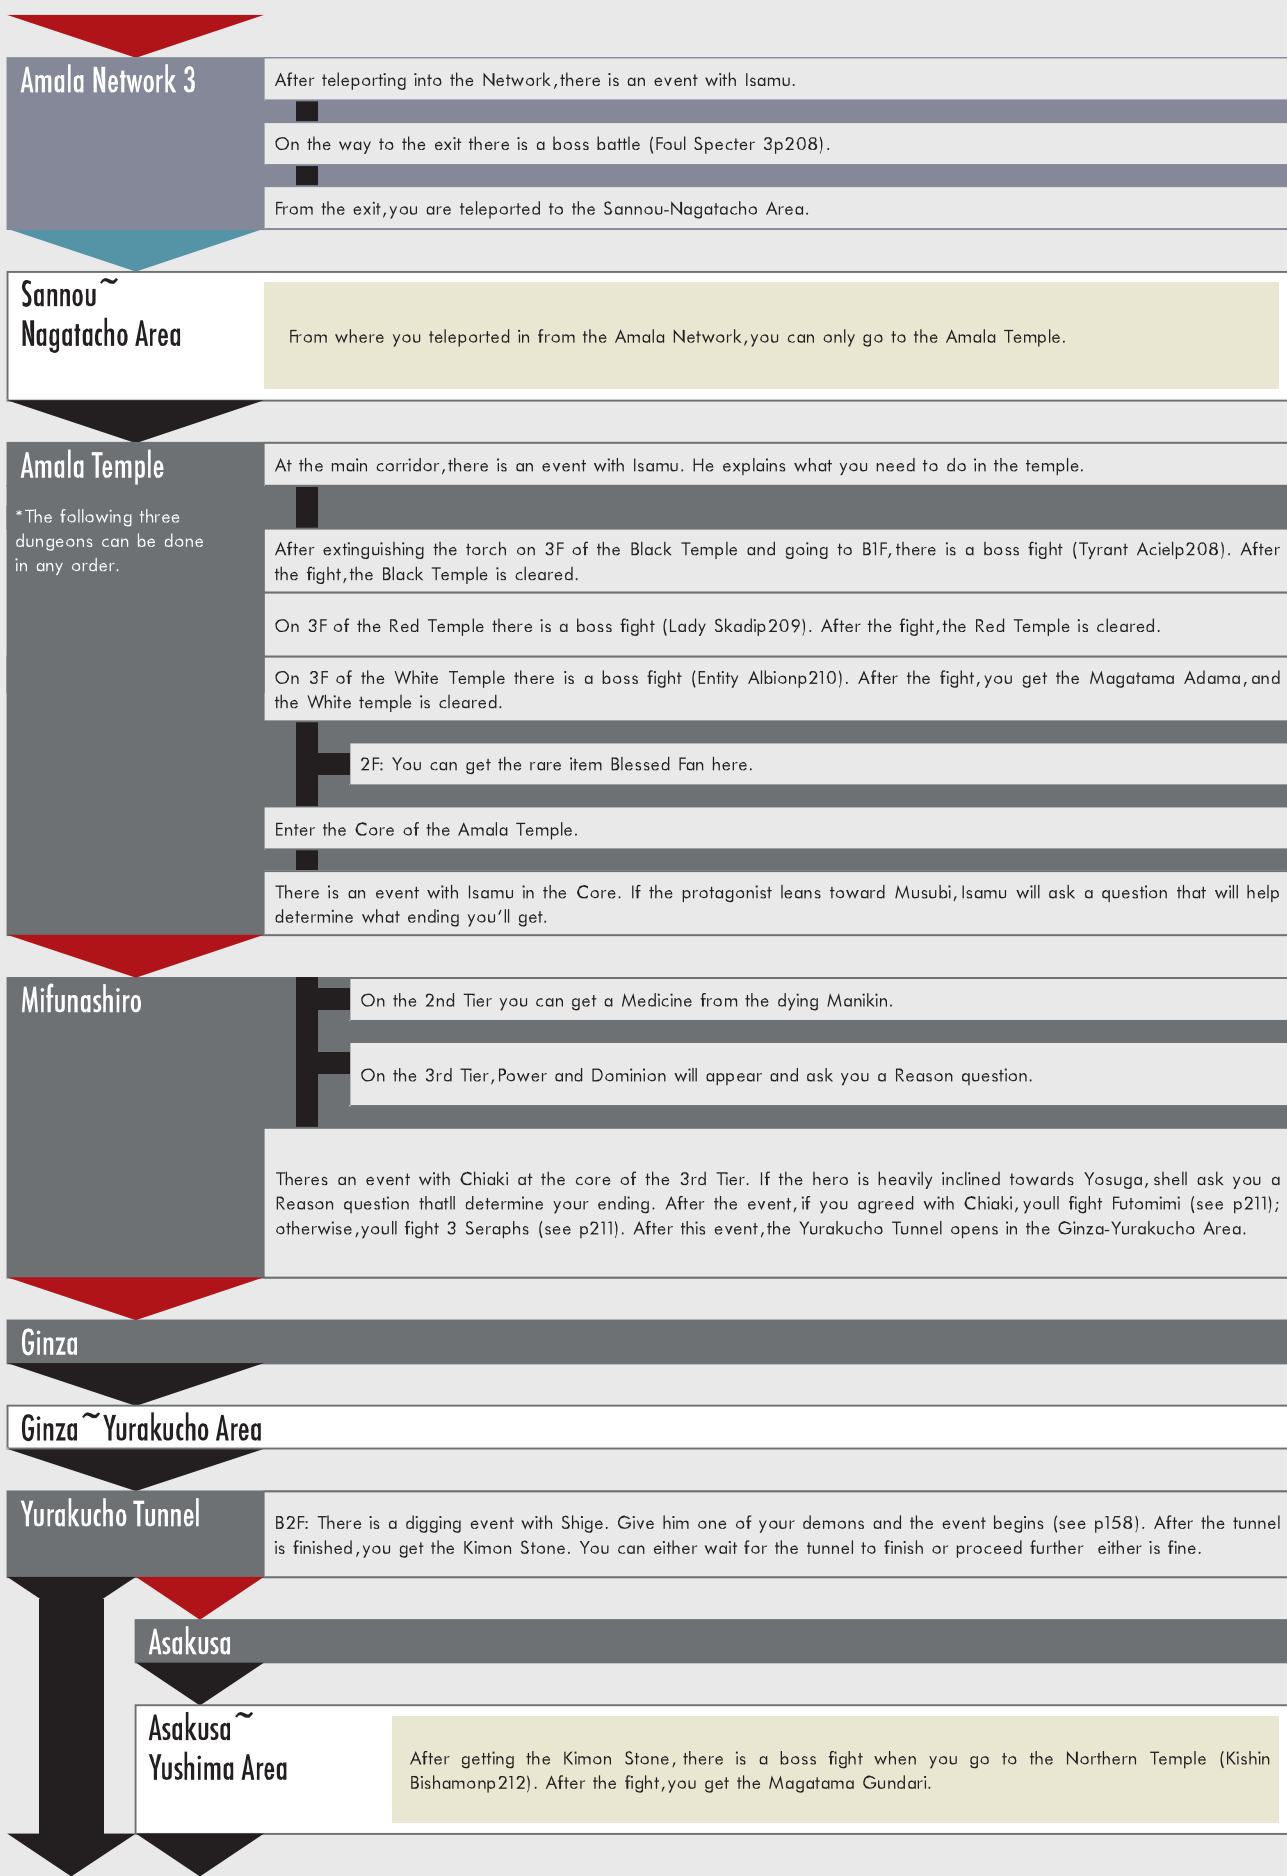 Amala Network 3
After teleporting into the Network, there is an event with Isamu.
On the way to the exit there is a boss battle (Foul Specter 3p208).
From the exit, you are teleported to the Sannou-Nagatacho Area.
Sannou~
Nagatacho Area
From where you teleported in from the Amala Network, you can only go to the Amala Temple.
Amala Temple
*The following three
dungeons can be done
in any order.
At the main corridor, there is an event with Isamu. He explains what you need to do in the temple.
After extinguishing the torch on 3F of the Black Temple and going to B1F, there is a boss fight (Tyrant Acielp208). After
the fight, the Black Temple is cleared.
On 3F of the Red Temple there is a boss fight (Lady Skadip209). After the fight, the Red Temple is cleared.
On 3F of the White Temple there is a boss fight (Entity Albionp210). After the fight, you get the Magatama Adama, and
the White temple is cleared.
2F: You can get the rare item Blessed Fan here.
Enter the Core of the Amala Temple.
There is an event with Isamu in the Core. If the protagonist leans toward Musubi, Isamu will ask a question that will help
determine what ending you'll get.
Mifunashiro
On the 2nd Tier you can get a Medicine from the dying Manikin.
On the 3rd Tier, Power and Dominion will appear and ask you a Reason question.
Theres an event with Chiaki at the core of the 3rd Tier. If the hero is heavily inclined towards Yosuga, shell ask you a
Reason question thatll determine your ending. After the event, if you agreed with Chiaki, youll fight Futomimi (see p211);
otherwise, youll fight 3 Seraphs (see p211). After this event, the Yurakucho Tunnel opens in the Ginza-Yurakucho Area.
Ginza
Ginza~Yurakucho Area
Yurakucho Tunnel
B2F: There is a digging event with Shige. Give him one of your demons and the event begins (see p158). After the tunnel
is finished, you get the Kimon Stone. You can either wait for the tunnel to finish or proceed further  either is fine.
Asakusa
Asakusa~
Yushima Area
After getting the Kimon Stone, there is a boss fight when you go to the Northern Temple (Kishin
Bishamonp212). After the fight, you get the Magatama Gundari.